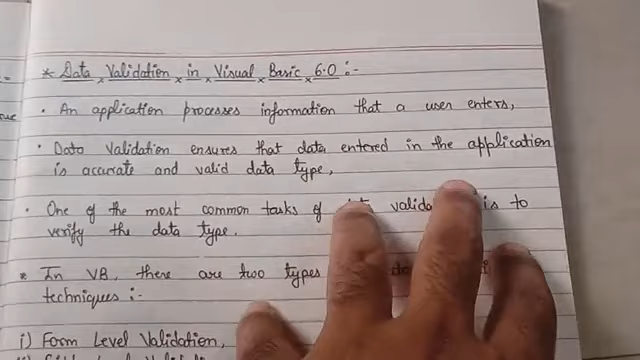 * Data Validation in Visual Basic 6.0 :-
• An application processes information that a user enters,
• Data validation ensures that data entered in the application
is accurate and valid data type,
• One of the most common tasks of is to
verify the data type.
* In VB, there are two types
techniques :-
i) Form Level Validation,